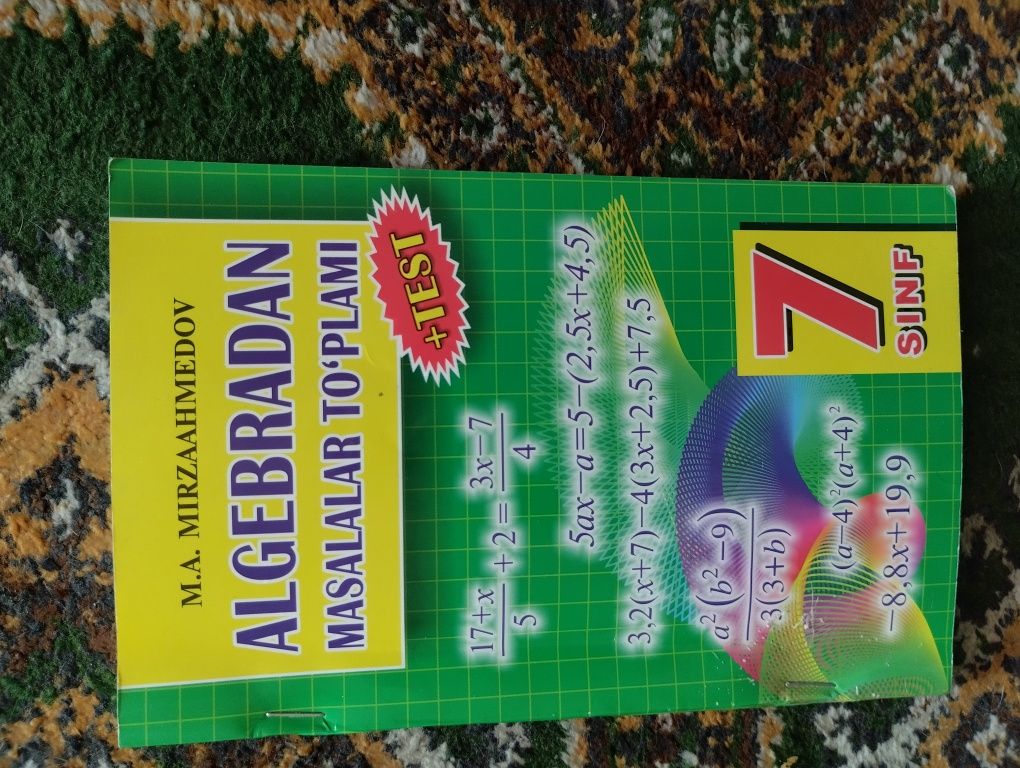 M.A. MIRZAAHMEDOV
ALGEBRADAN
MASALALAR TO‘PLAMI
+TEST
17+x/5 + 2 = 3x−7/4
5ax−a=5−(2,5x+4,5)
3,2(x+7)−4(3x+2,5)+7,5
a²(b²−9)/3(3+b)
(a−4)²(a+4)²
−8,8x+19,9
7
SINF